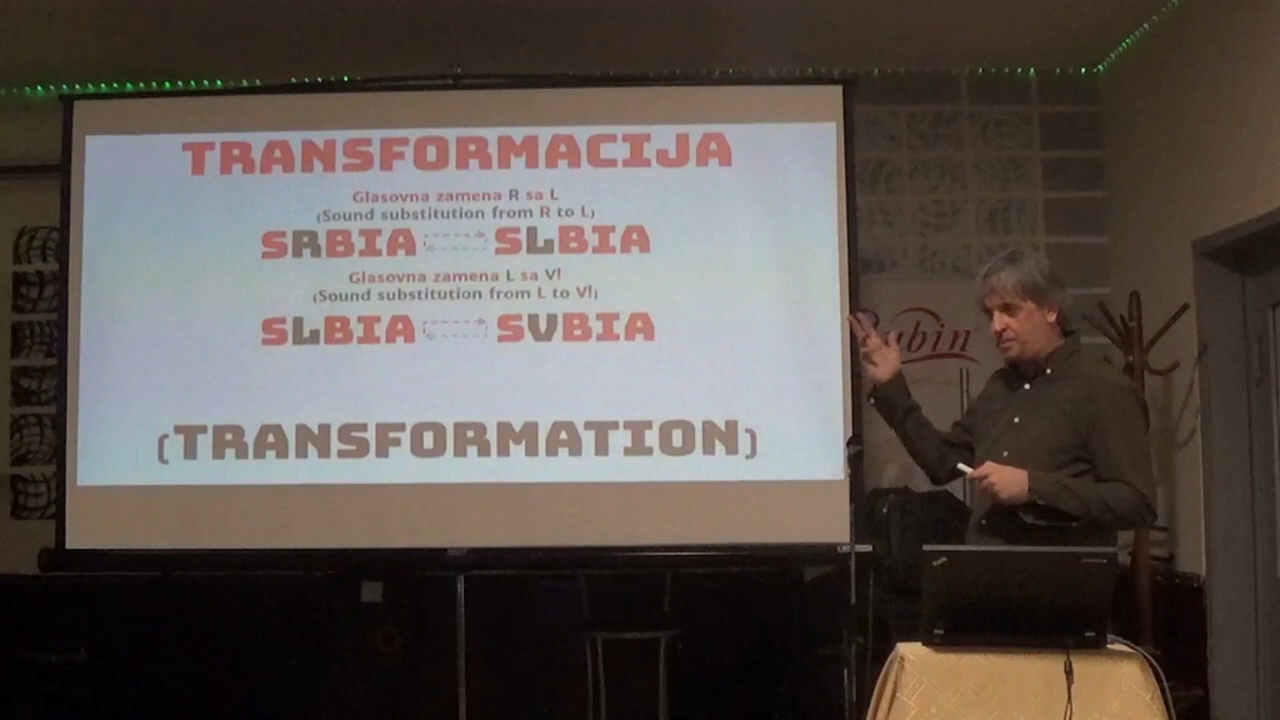 TRANSFORMACIJA
Glasovna zamena R sa L
(Sound substitution from R to L)
SRBIA SLBIA
Glasovna zamena L sa V!
(Sound substitution from L to V!)
SLBIA SVBIA
(TRANSFORMATION)
Rubin